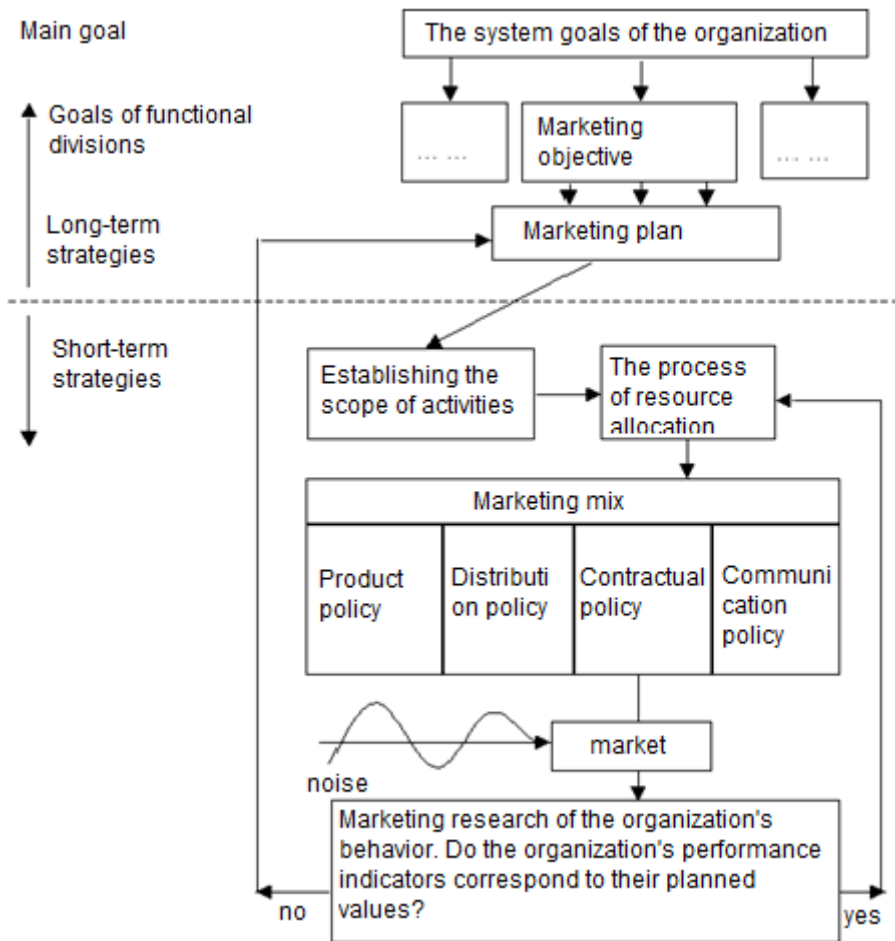 Main goal
The system goals of the organization
Goals of functional
divisions
... ...
Marketing
objective
... ...
Long-term
strategies
Marketing plan
Short-term
strategies
Establishing the
scope of activities
The process
of resource
allocation
Marketing mix
Product
policy
Distributi
on policy
Contractual
policy
Communi
cation
policy
market
noise
Marketing research of the organization's
behavior. Do the organization's performance
indicators correspond to their planned
values?
no
yes